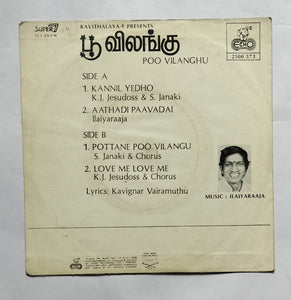 KAVITHALAYAA PRESENTS
பூ விலங்கு
POO VILANGHU
ECHO
2500 573
SIDE A
1. KANNIL YEDHO
K.J. Jesudoss & S. Janaki
2. AATHADI PAAVADAI
Ilaiyaraaja
SIDE B
1. POTTANE POO VILANGU
S. Janaki & Chorus
2. LOVE ME LOVE ME
K.J. Jesudoss & Chorus
Lyrics: Kavignar Vairamuthu
MUSIC : ILAIYARAAJA